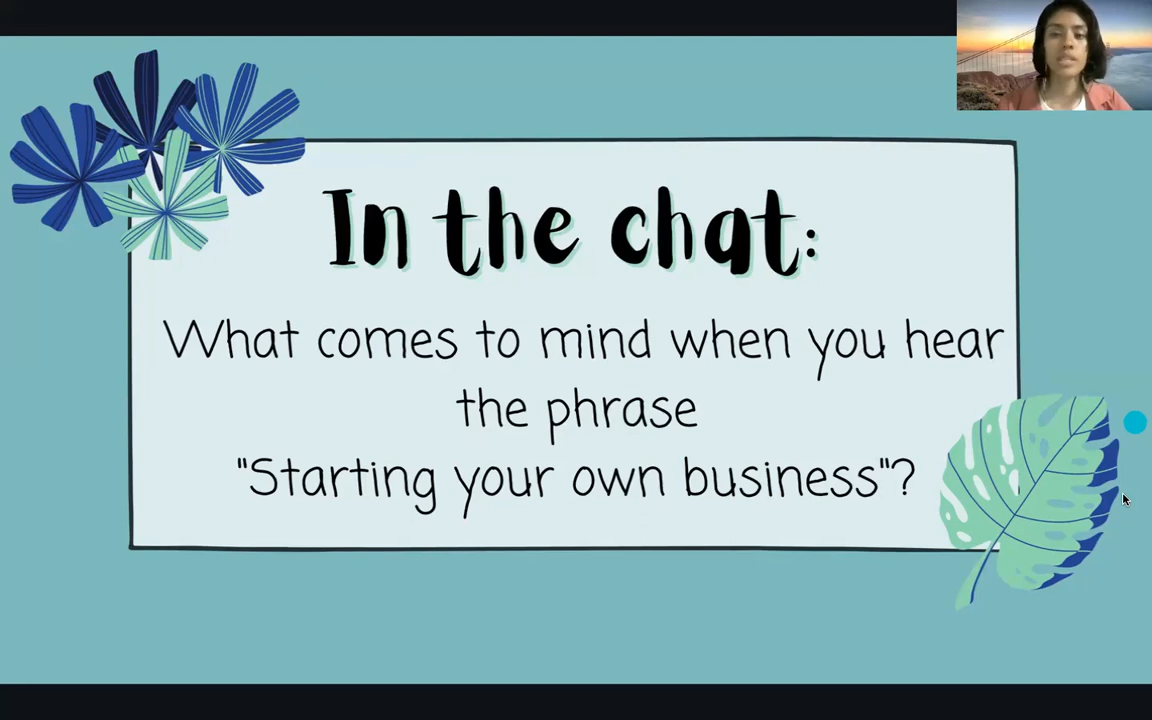 In the chat:
What comes to mind when you hear
the phrase
"Starting your own business"?